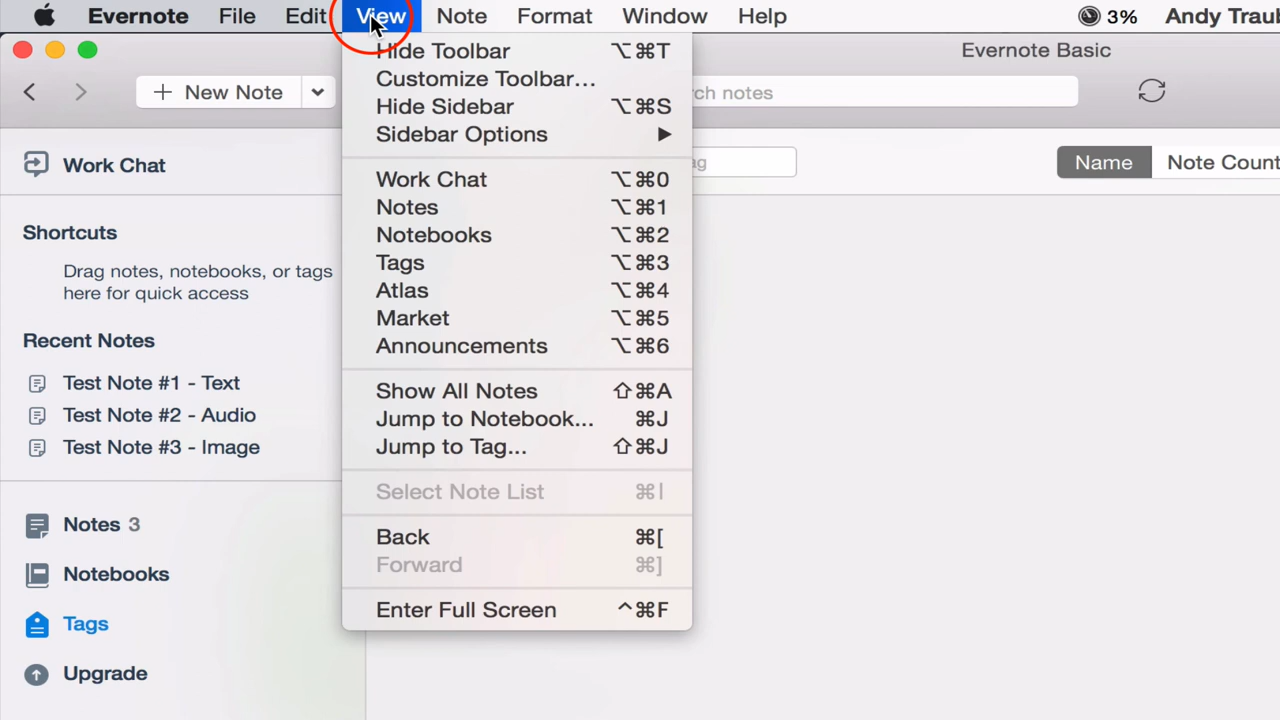 Evernote File Edit View Note Format Window Help 3% Andy Trau
Evernote Basic
New Note
ch notes
Work Chat
ag
Name Note Count
Shortcuts
Drag notes, notebooks, or tags
here for quick access
Recent Notes
Test Note #1 - Text
Test Note #2 - Audio
Test Note #3 - Image
Notes 3
Notebooks
Tags
Upgrade
Hide Toolbar ⌥⌘T
Customize Toolbar...
Hide Sidebar ⌥⌘S
Sidebar Options ▶
Work Chat ⌥⌘0
Notes ⌥⌘1
Notebooks ⌥⌘2
Tags ⌥⌘3
Atlas ⌥⌘4
Market ⌥⌘5
Announcements ⌥⌘6
Show All Notes ⇧⌘A
Jump to Notebook... ⌘J
Jump to Tag... ⇧⌘J
Select Note List ⌘|
Back ⌘[
Forward ⌘]
Enter Full Screen ^⌘F